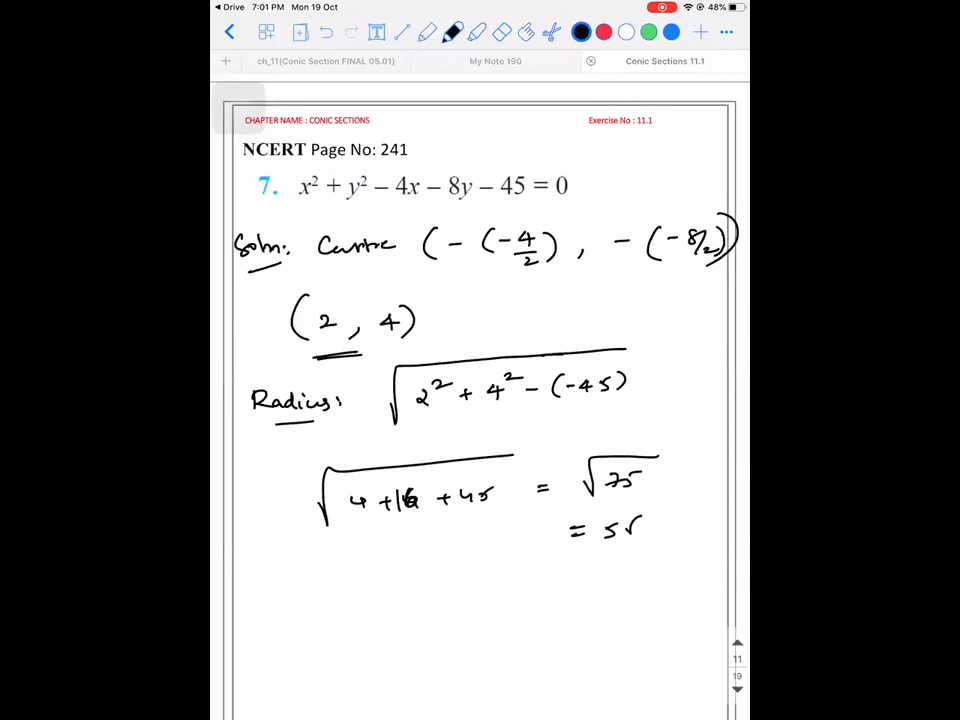 Drive 7:01 PM Mon 19 Oct 48%
ch_11(Conic Section FINAL 05.01) My Note 190 Conic Sections 11.1
CHAPTER NAME : CONIC SECTIONS Exercise No : 11.1
NCERT Page No: 241
7. x² + y² – 4x – 8y – 45 = 0
Soln: Centre (-(-4/2), -(-8/2))
(2, 4)
Radius: √(2² + 4² - (-45))
√(4+16+45) = √75
= 5√
11
19